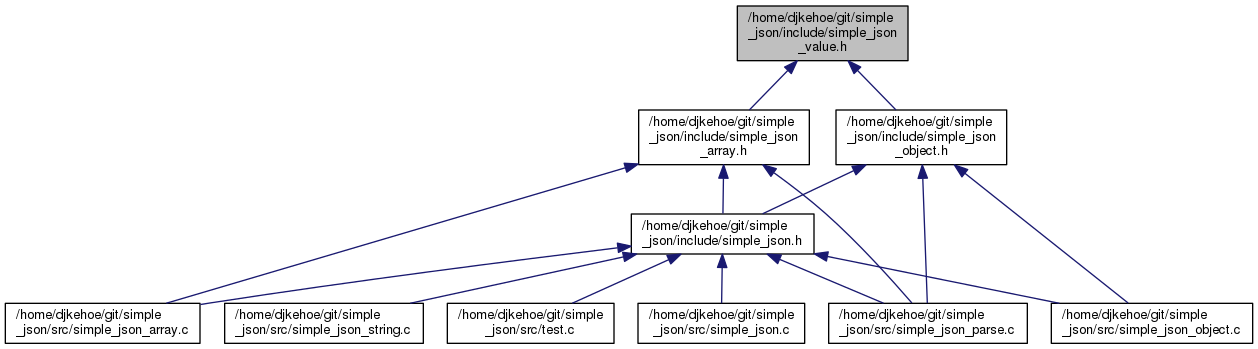 /home/djkehoe/git/simple
_json/include/simple_json
_value.h
/home/djkehoe/git/simple
_json/include/simple_json
_array.h
/home/djkehoe/git/simple
_json/include/simple_json
_object.h
/home/djkehoe/git/simple
_json/include/simple_json.h
/home/djkehoe/git/simple
_json/src/simple_json_array.c
/home/djkehoe/git/simple
_json/src/simple_json_string.c
/home/djkehoe/git/simple
_json/src/test.c
/home/djkehoe/git/simple
_json/src/simple_json.c
/home/djkehoe/git/simple
_json/src/simple_json_parse.c
/home/djkehoe/git/simple
_json/src/simple_json_object.c